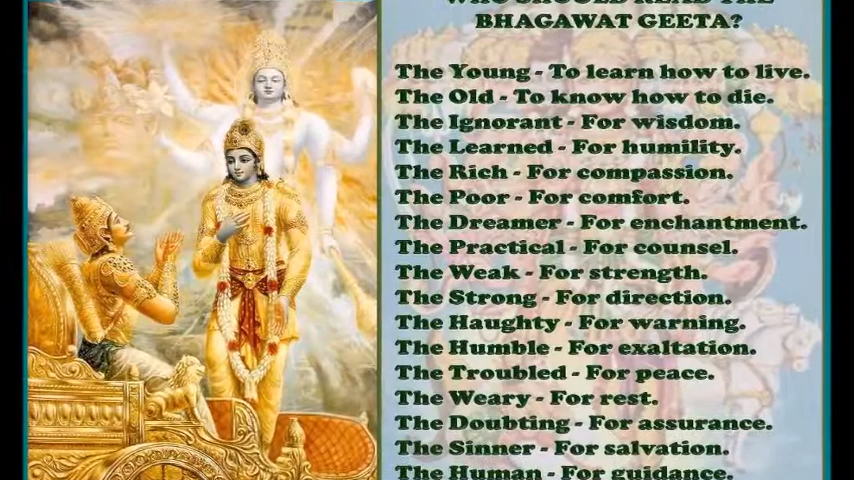 WHO SHOULD READ THE
BHAGAWAT GEETA?
The Young - To learn how to live.
The Old - To know how to die.
The Ignorant - For wisdom.
The Learned - For humility.
The Rich - For compassion.
The Poor - For comfort.
The Dreamer - For enchantment.
The Practical - For counsel.
The Weak - For strength.
The Strong - For direction.
The Haughty - For warning.
The Humble - For exaltation.
The Troubled - For peace.
The Weary - For rest.
The Doubting - For assurance.
The Sinner - For salvation.
The Human - For guidance.